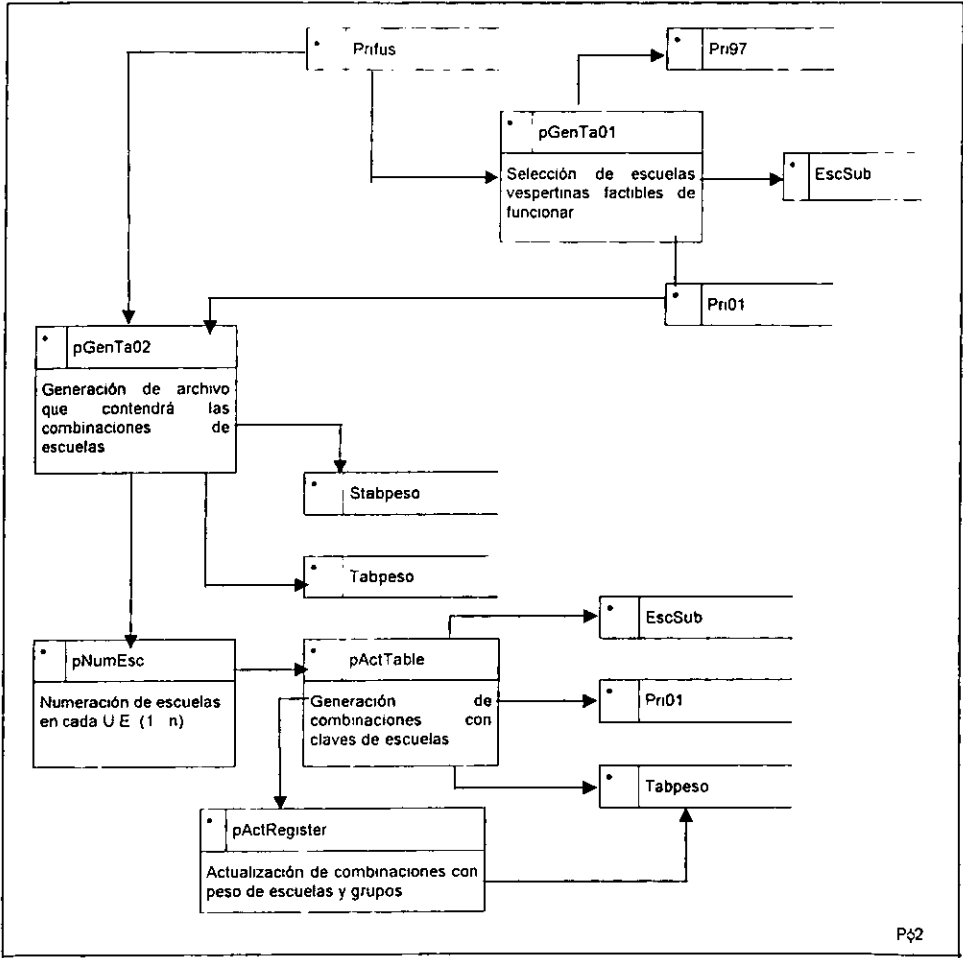 Prifus
Pri97
pGenTa01
Selección de escuelas
vespertinas factibles de
funcionar
EscSub
Pri01
pGenTa02
Generación de archivo
que contendrá las
combinaciones de
escuelas
Stabpeso
Tabpeso
EscSub
pNumEsc
Numeración de escuelas
en cada U E (1 n)
pActTable
Generación de
combinaciones con
claves de escuelas
Pri01
Tabpeso
pActRegister
Actualización de combinaciones con
peso de escuelas y grupos